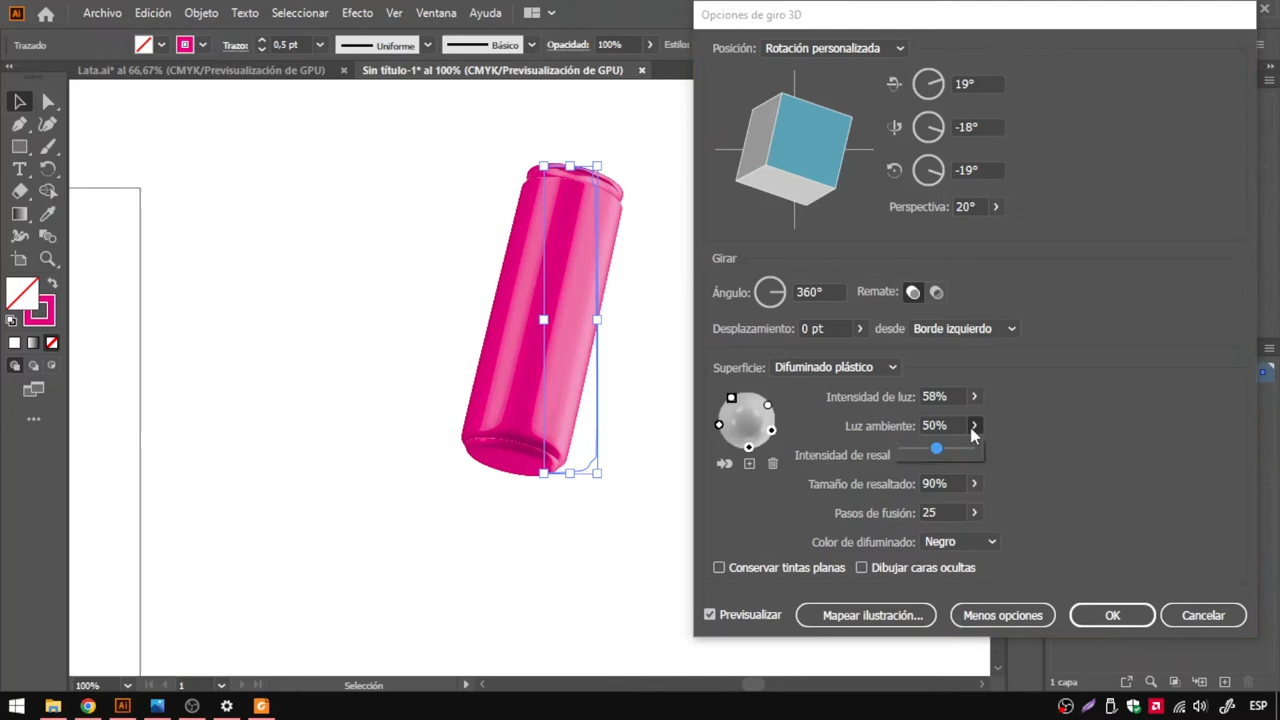 Ai Archivo Edición Objeto Texto Seleccionar Efecto Ver Ventana Ayuda
Opciones de giro 3D
Trazado Trazo: 0,5 pt Uniforme Básico Opacidad: 100% Estilo:
Lata.ai* al 66,67% (CMYK/Previsualización de GPU) × Sin título-1* al 100% (CMYK/Previsualización de GPU) ×
Posición: Rotación personalizada
19°
-18°
-19°
Perspectiva: 20°
Girar
Ángulo: 360° Remate:
Desplazamiento: 0 pt desde Borde izquierdo
Superficie: Difuminado plástico
Intensidad de luz: 58%
Luz ambiente: 50%
Intensidad de resal
Tamaño de resaltado: 90%
Pasos de fusión: 25
Color de difuminado: Negro
Conservar tintas planas Dibujar caras ocultas
Previsualizar Mapear ilustración... Menos opciones OK Cancelar
100% 1 Selección 1 capa
Ai ESP